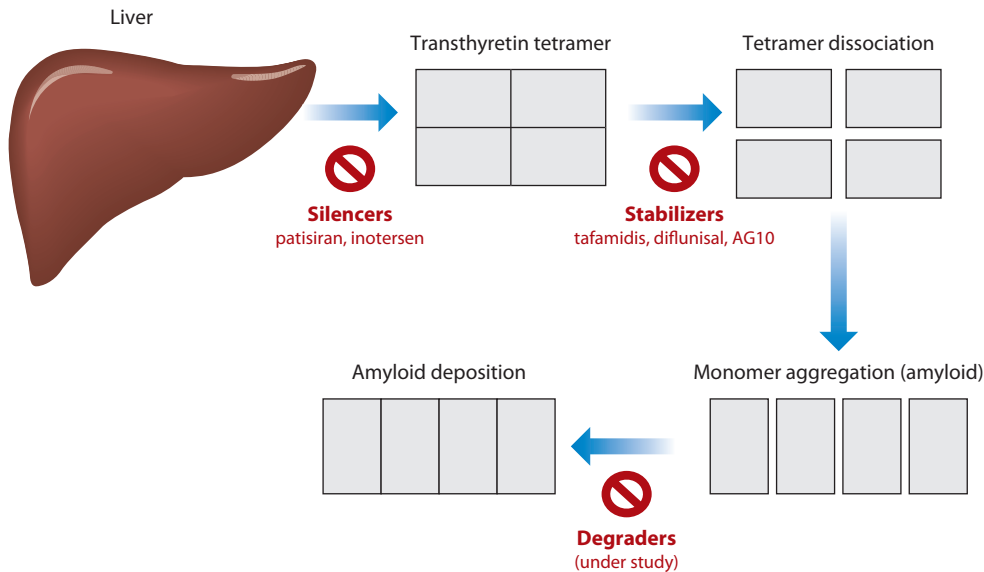 Liver
Transthyretin tetramer
Tetramer dissociation
Silencers
patisiran, inotersen
Stabilizers
tafamidis, diflunisal, AG10
Amyloid deposition
Monomer aggregation (amyloid)
Degraders
(under study)